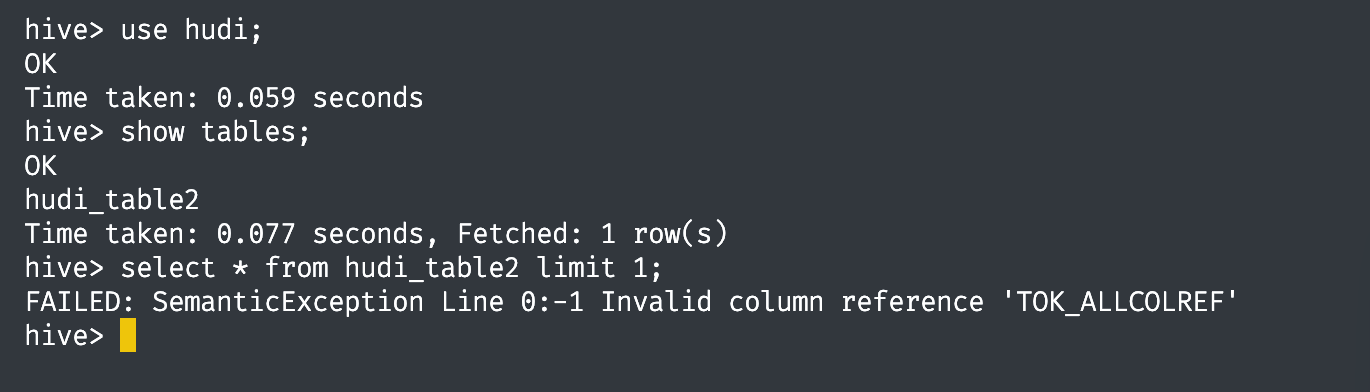 hive> use hudi;
OK
Time taken: 0.059 seconds
hive> show tables;
OK
hudi_table2
Time taken: 0.077 seconds, Fetched: 1 row(s)
hive> select * from hudi_table2 limit 1;
FAILED: SemanticException Line 0:-1 Invalid column reference 'TOK_ALLCOLREF'
hive>